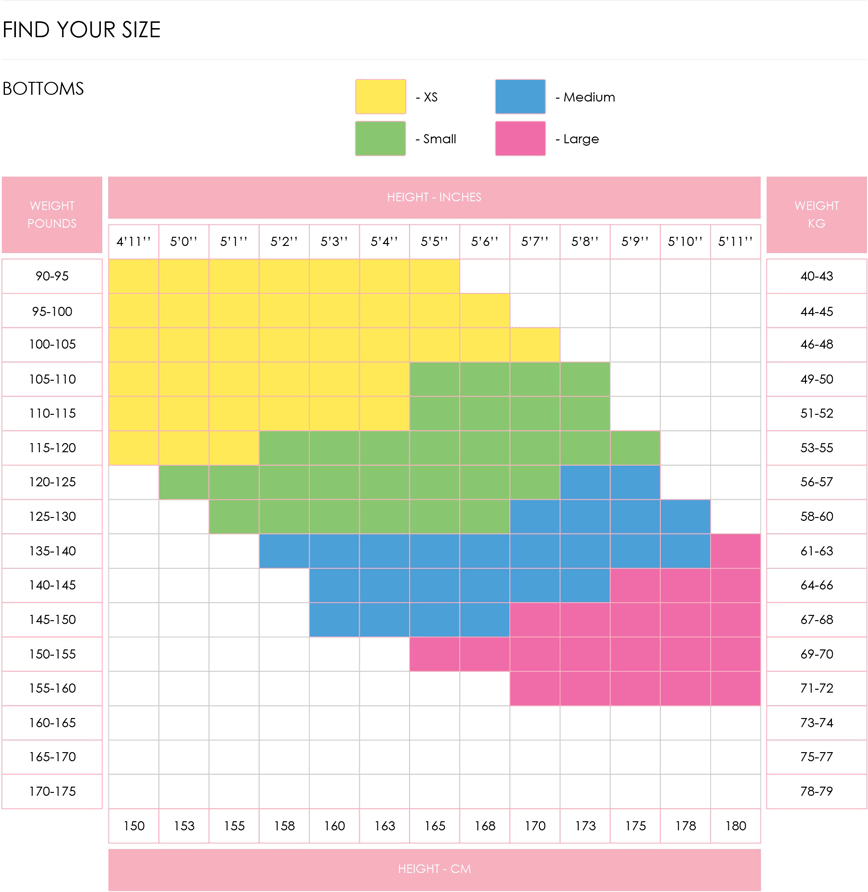 FIND YOUR SIZE
BOTTOMS
- XS
- Medium
- Small
- Large
WEIGHT
POUNDS
HEIGHT - INCHES
WEIGHT
KG
4'11'' 5'0'' 5'1'' 5'2'' 5'3'' 5'4'' 5'5'' 5'6'' 5'7'' 5'8'' 5'9'' 5'10'' 5'11''
90-95 40-43
95-100 44-45
100-105 46-48
105-110 49-50
110-115 51-52
115-120 53-55
120-125 56-57
125-130 58-60
135-140 61-63
140-145 64-66
145-150 67-68
150-155 69-70
155-160 71-72
160-165 73-74
165-170 75-77
170-175 78-79
150 153 155 158 160 163 165 168 170 173 175 178 180
HEIGHT - CM